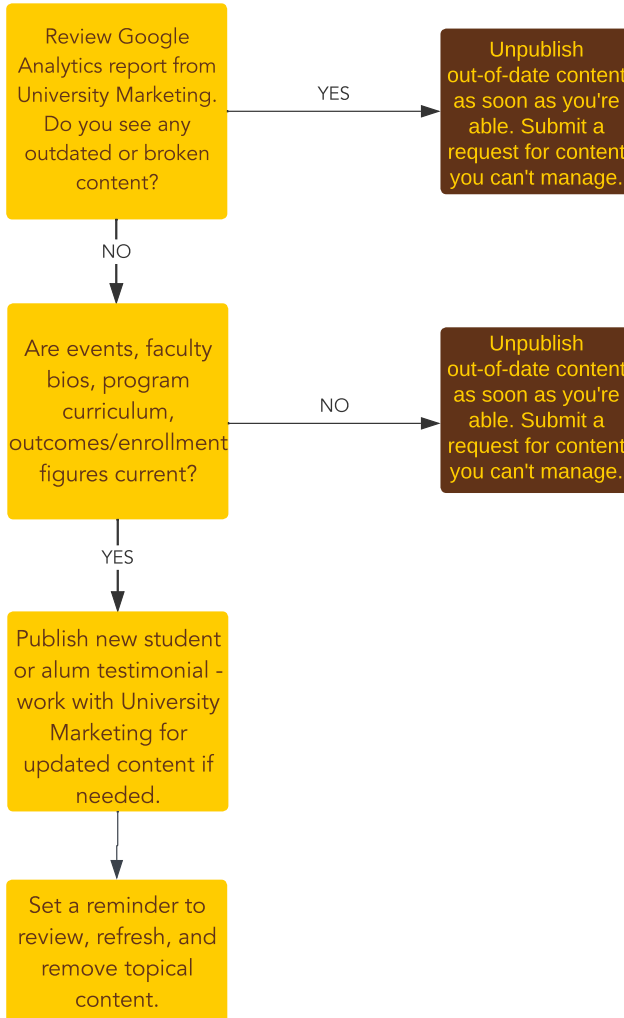 Review Google
Analytics report from
University Marketing.
Do you see any
outdated or broken
content?
YES
Unpublish
out-of-date content
as soon as you're
able. Submit a
request for content
you can't manage.
NO
Are events, faculty
bios, program
curriculum,
outcomes/enrollment
figures current?
NO
Unpublish
out-of-date content
as soon as you're
able. Submit a
request for content
you can't manage.
YES
Publish new student
or alum testimonial -
work with University
Marketing for
updated content if
needed.
Set a reminder to
review, refresh, and
remove topical
content.